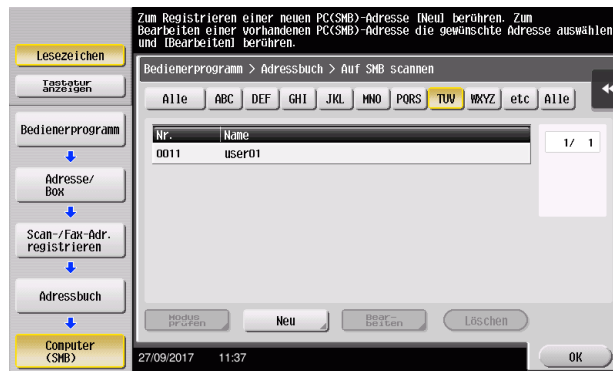 Zum Registrieren einer neuen PC(SMB)-Adresse [Neu] berühren. Zum
Bearbeiten einer vorhandenen PC(SMB)-Adresse die gewünschte Adresse auswählen
und [Bearbeiten] berühren.
Lesezeichen
Tastatur
anzeigen
Bedienerprogramm
Adresse/
Box
Scan-/Fax-Adr.
registrieren
Adressbuch
Computer
(SMB)
Bedienerprogramm > Adressbuch > Auf SMB scannen
Alle ABC DEF GHI JKL MNO PQRS TUV WXYZ etc Alle
Nr. Name
0011 user01
1/ 1
Modus
prüfen
Neu
Bear-
beiten
Löschen
27/09/2017 11:37
OK